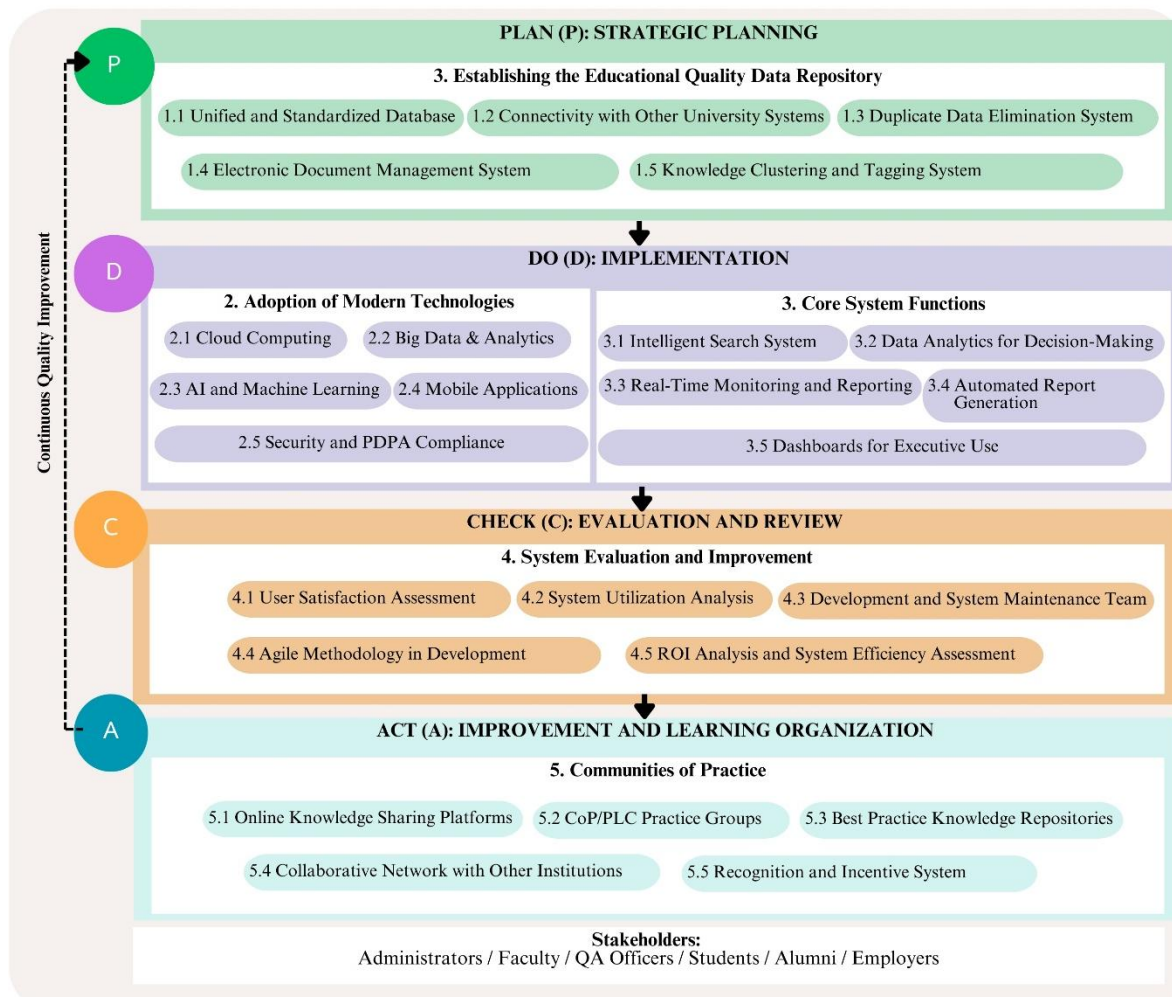 PLAN (P): STRATEGIC PLANNING
P
3. Establishing the Educational Quality Data Repository
1.1 Unified and Standardized Database
1.2 Connectivity with Other University Systems
1.3 Duplicate Data Elimination System
1.4 Electronic Document Management System
1.5 Knowledge Clustering and Tagging System
Continuous Quality Improvement
DO (D): IMPLEMENTATION
D
2. Adoption of Modern Technologies
2.1 Cloud Computing
2.2 Big Data & Analytics
2.3 AI and Machine Learning
2.4 Mobile Applications
2.5 Security and PDPA Compliance
3. Core System Functions
3.1 Intelligent Search System
3.2 Data Analytics for Decision-Making
3.3 Real-Time Monitoring and Reporting
3.4 Automated Report
Generation
3.5 Dashboards for Executive Use
CHECK (C): EVALUATION AND REVIEW
C
4. System Evaluation and Improvement
4.1 User Satisfaction Assessment
4.2 System Utilization Analysis
4.3 Development and System Maintenance Team
4.4 Agile Methodology in Development
4.5 ROI Analysis and System Efficiency Assessment
ACT (A): IMPROVEMENT AND LEARNING ORGANIZATION
A
5. Communities of Practice
5.1 Online Knowledge Sharing Platforms
5.2 CoP/PLC Practice Groups
5.3 Best Practice Knowledge Repositories
5.4 Collaborative Network with Other Institutions
5.5 Recognition and Incentive System
Stakeholders:
Administrators / Faculty / QA Officers / Students / Alumni / Employers